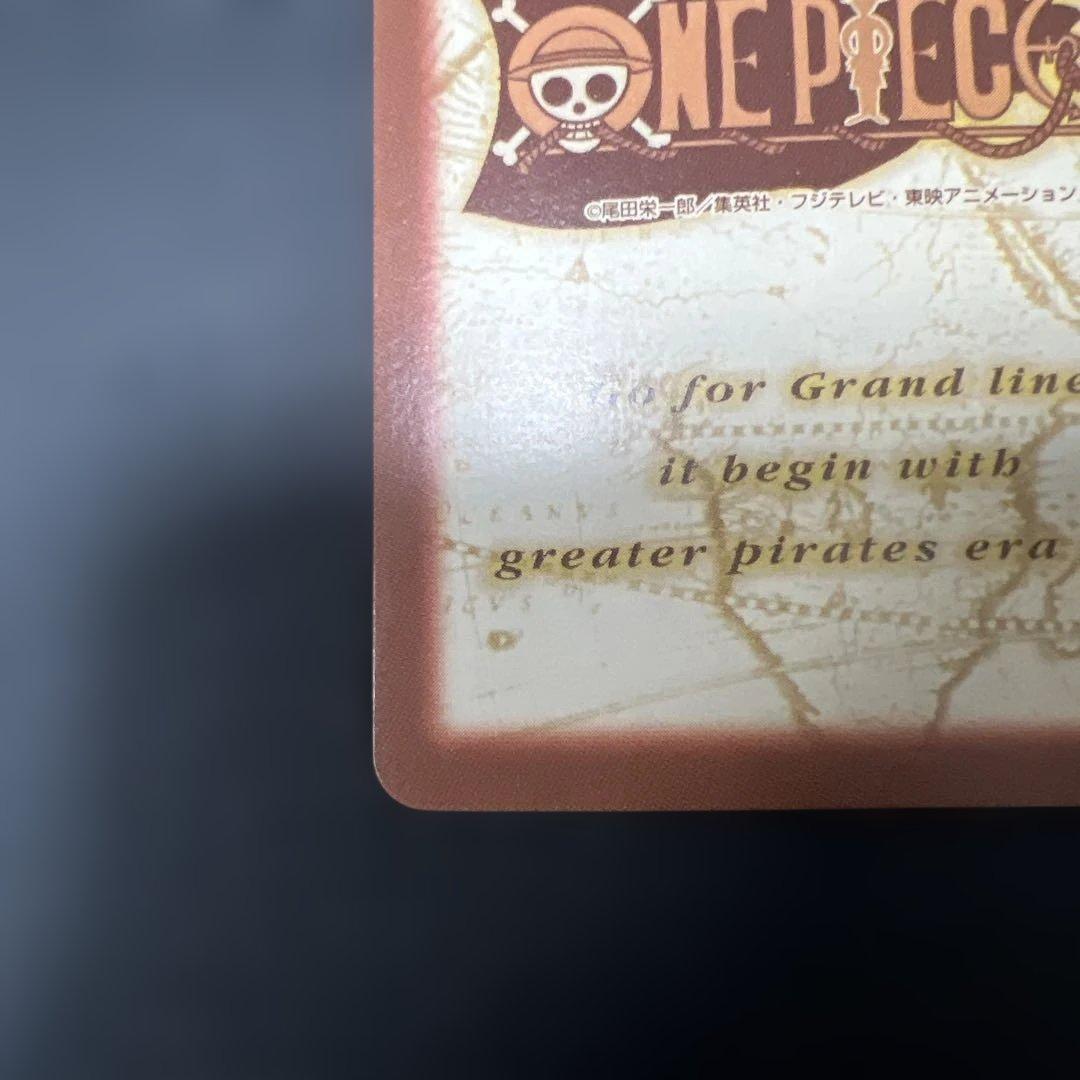 ONE PIECE
©尾田栄一郎／集英社・フジテレビ・東映アニメーション
Go for Grand line
it begin with
greater pirates era